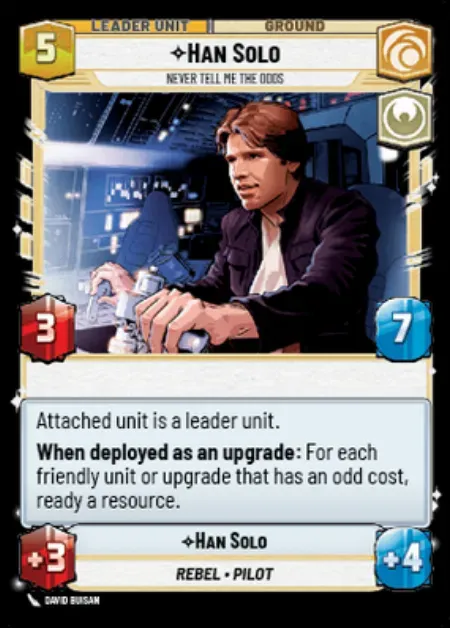 LEADER UNIT GROUND
5
HAN SOLO
NEVER TELL ME THE ODDS
3
7
Attached unit is a leader unit.
When deployed as an upgrade: For each
friendly unit or upgrade that has an odd cost,
ready a resource.
+3
HAN SOLO
+4
REBEL • PILOT
DAVID BUISAN